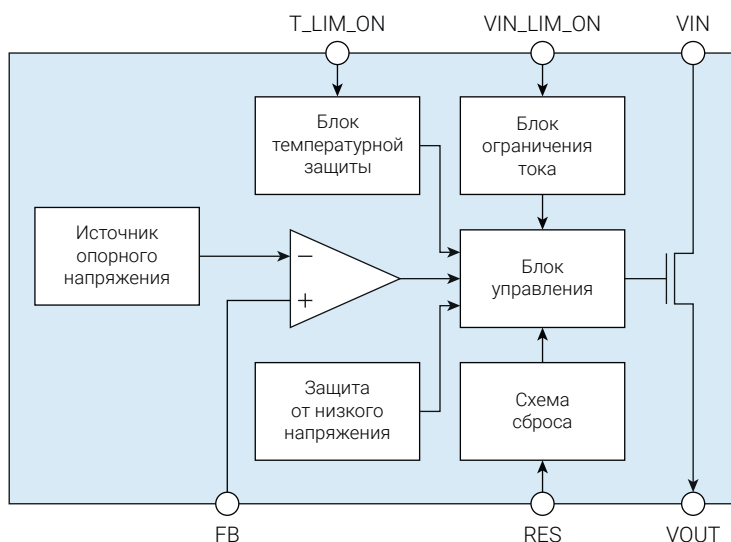 T_LIM_ON
VIN_LIM_ON
VIN
Блок
температурной
защиты
Блок
ограничения
тока
Источник
опорного
напряжения
−
+
Блок
управления
Защита
от низкого
напряжения
Схема
сброса
FB
RES
VOUT